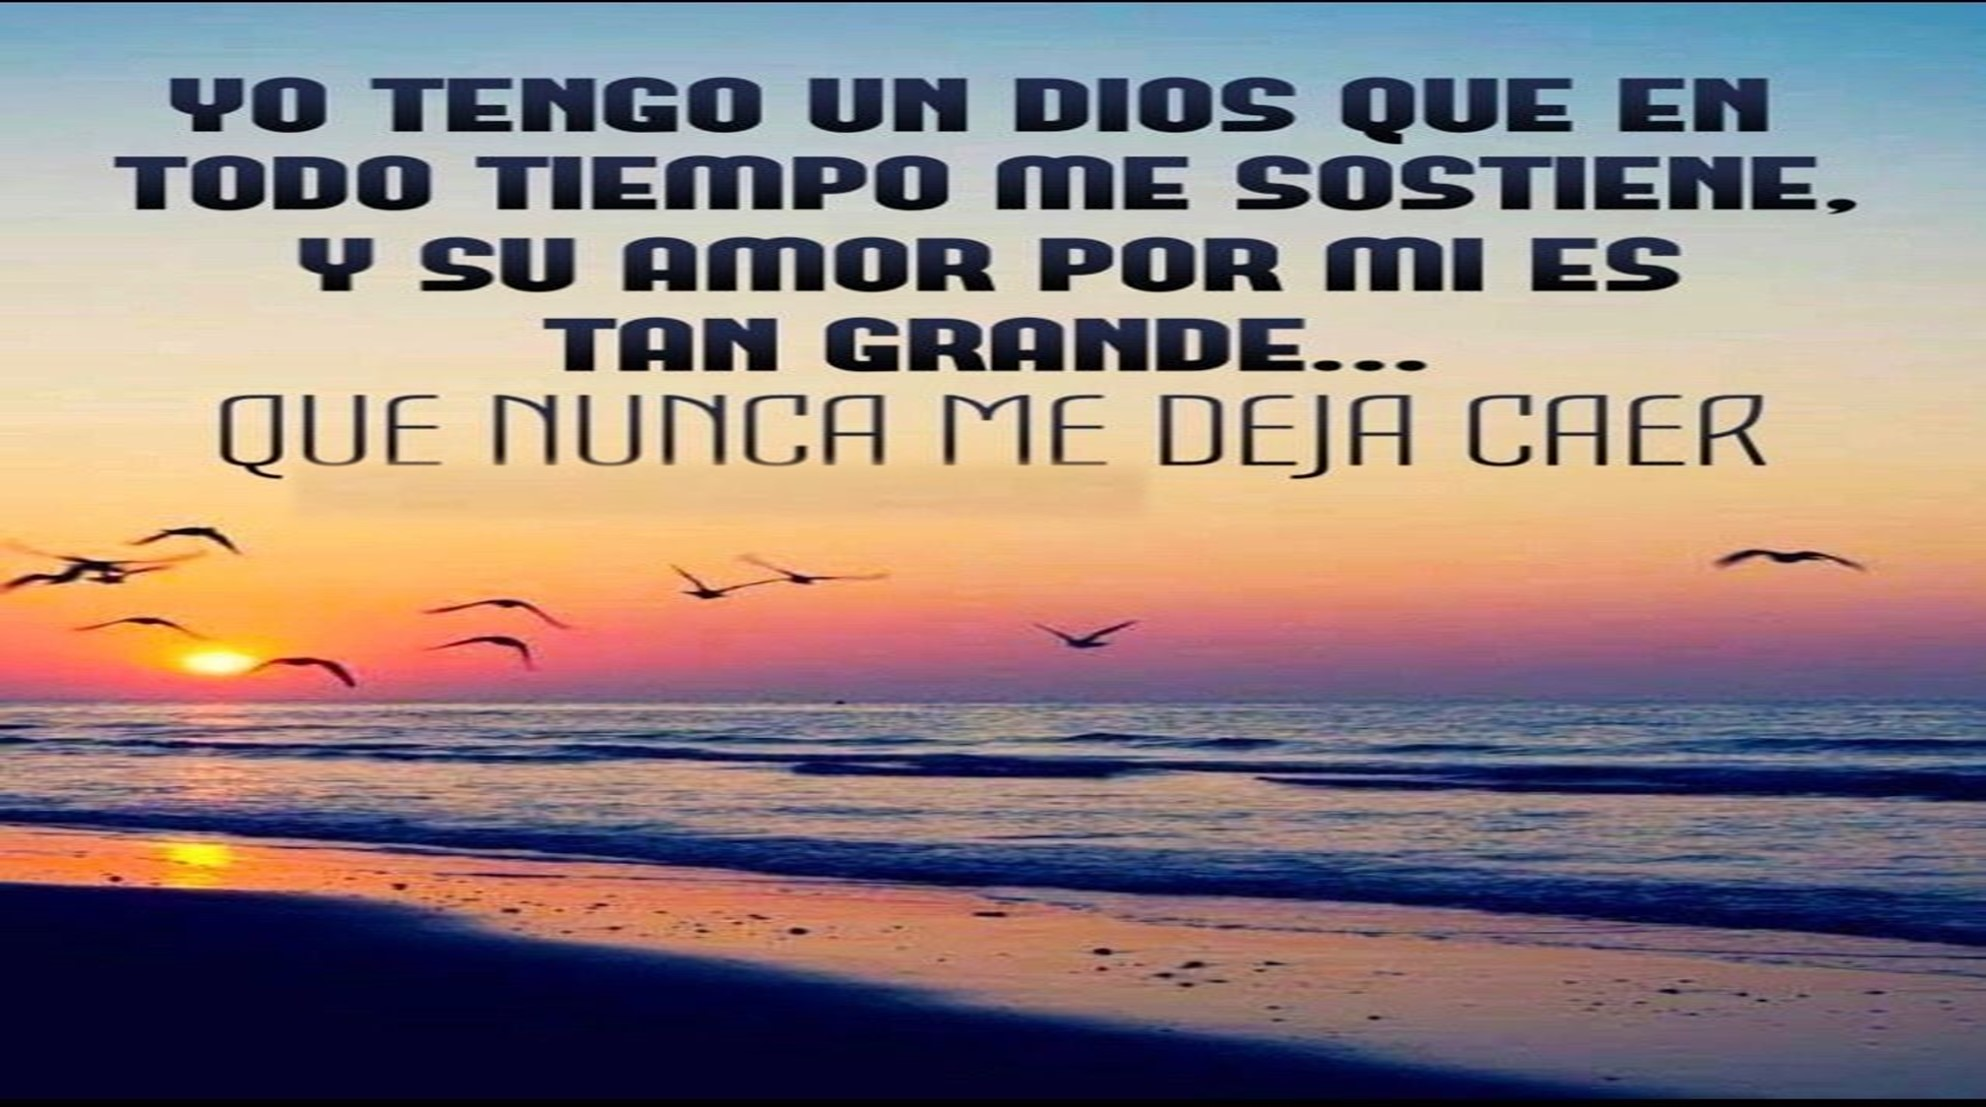 YO TENGO UN DIOS QUE EN
TODO TIEMPO ME SOSTIENE,
Y SU AMOR POR MI ES
TAN GRANDE...
QUE NUNCA ME DEJA CAER